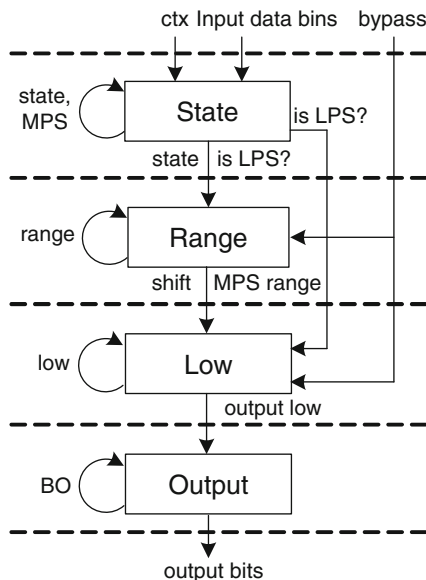 ctx Input data bins bypass
state,
MPS
State
is LPS?
state is LPS?
range
Range
shift MPS range
low
Low
output low
BO
Output
output bits